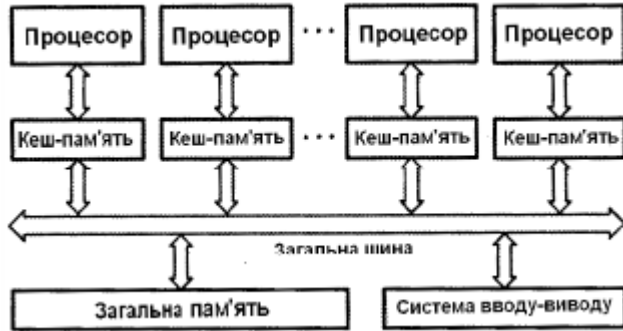 Процесор Процесор ... Процесор Процесор
Кеш-пам'ять Кеш-пам'ять ... Кеш-пам'ять Кеш-пам'ять
Загальна шина
Загальна пам'ять Система вводу-виводу